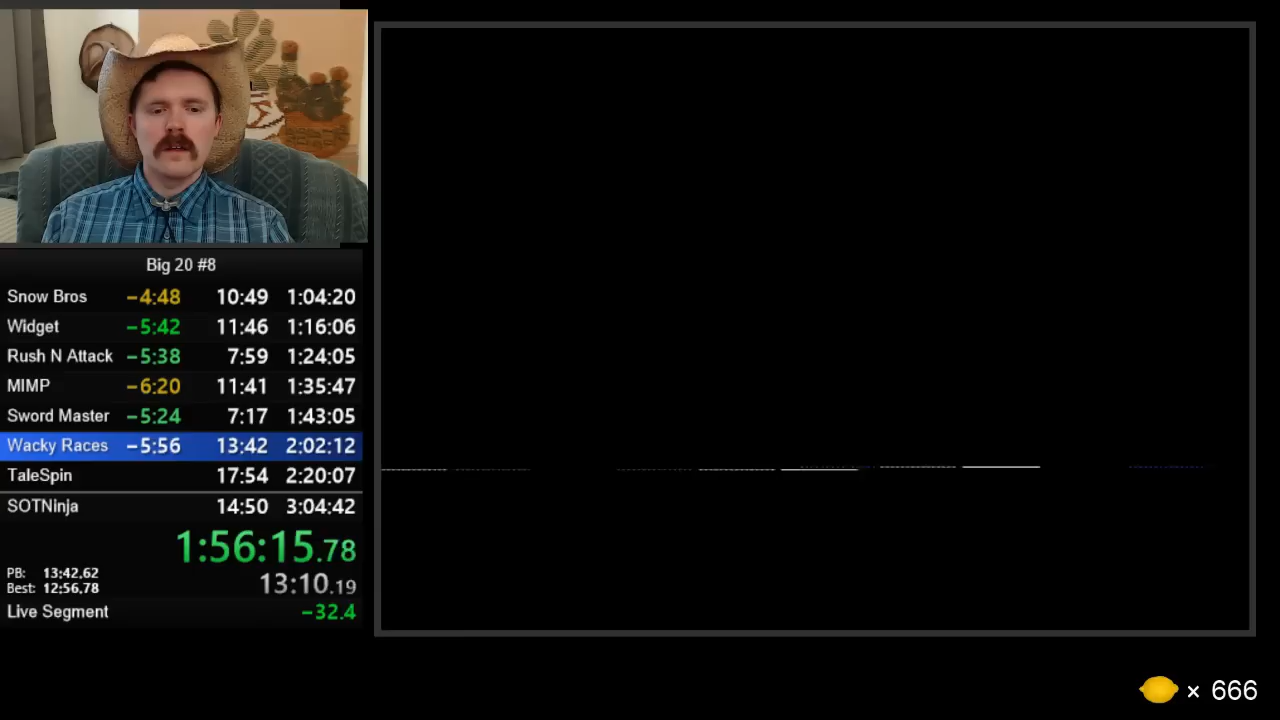 Big 20 #8
Snow Bros −4:48 10:49 1:04:20
Widget −5:42 11:46 1:16:06
Rush N Attack −5:38 7:59 1:24:05
MIMP −6:20 11:41 1:35:47
Sword Master −5:24 7:17 1:43:05
Wacky Races −5:56 13:42 2:02:12
TaleSpin 17:54 2:20:07
SOTNinja 14:50 3:04:42
1:56:15.78
PB: 13:42.62
Best: 12:56.78
13:10.19
Live Segment −32.4
× 666